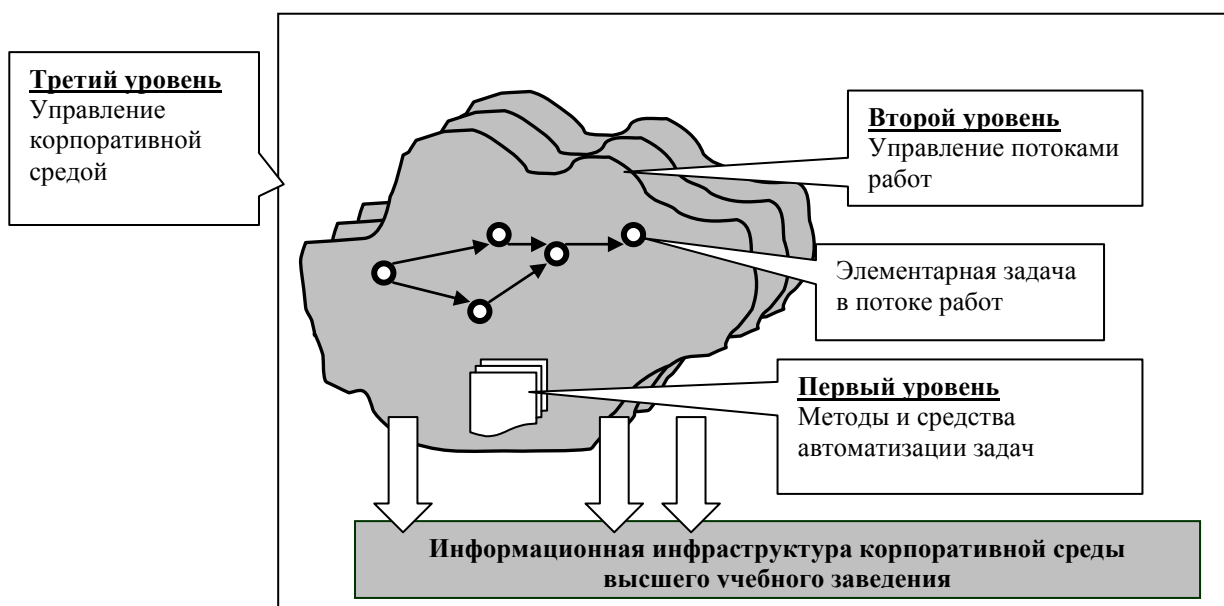 Третий уровень
Управление
корпоративной
средой
Второй уровень
Управление потоками
работ
Элементарная задача
в потоке работ
Первый уровень
Методы и средства
автоматизации задач
Информационная инфраструктура корпоративной среды
высшего учебного заведения